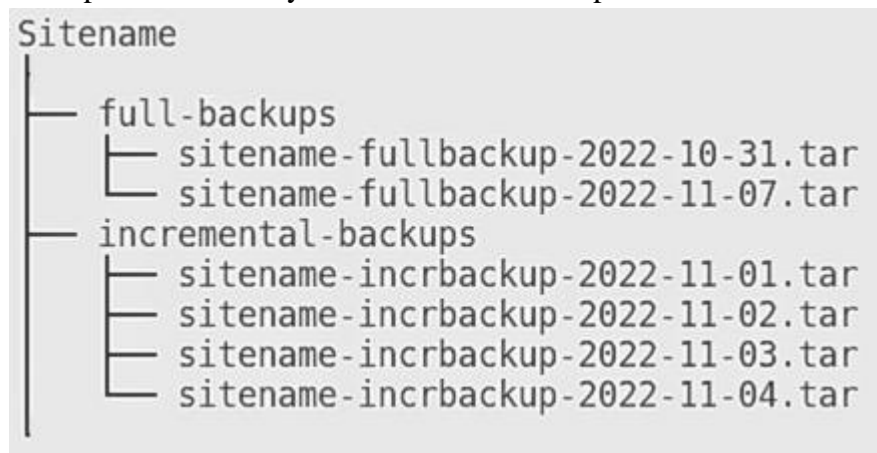 Sitename
full-backups
sitename-fullbackup-2022-10-31.tar
sitename-fullbackup-2022-11-07.tar
incremental-backups
sitename-incrbackup-2022-11-01.tar
sitename-incrbackup-2022-11-02.tar
sitename-incrbackup-2022-11-03.tar
sitename-incrbackup-2022-11-04.tar